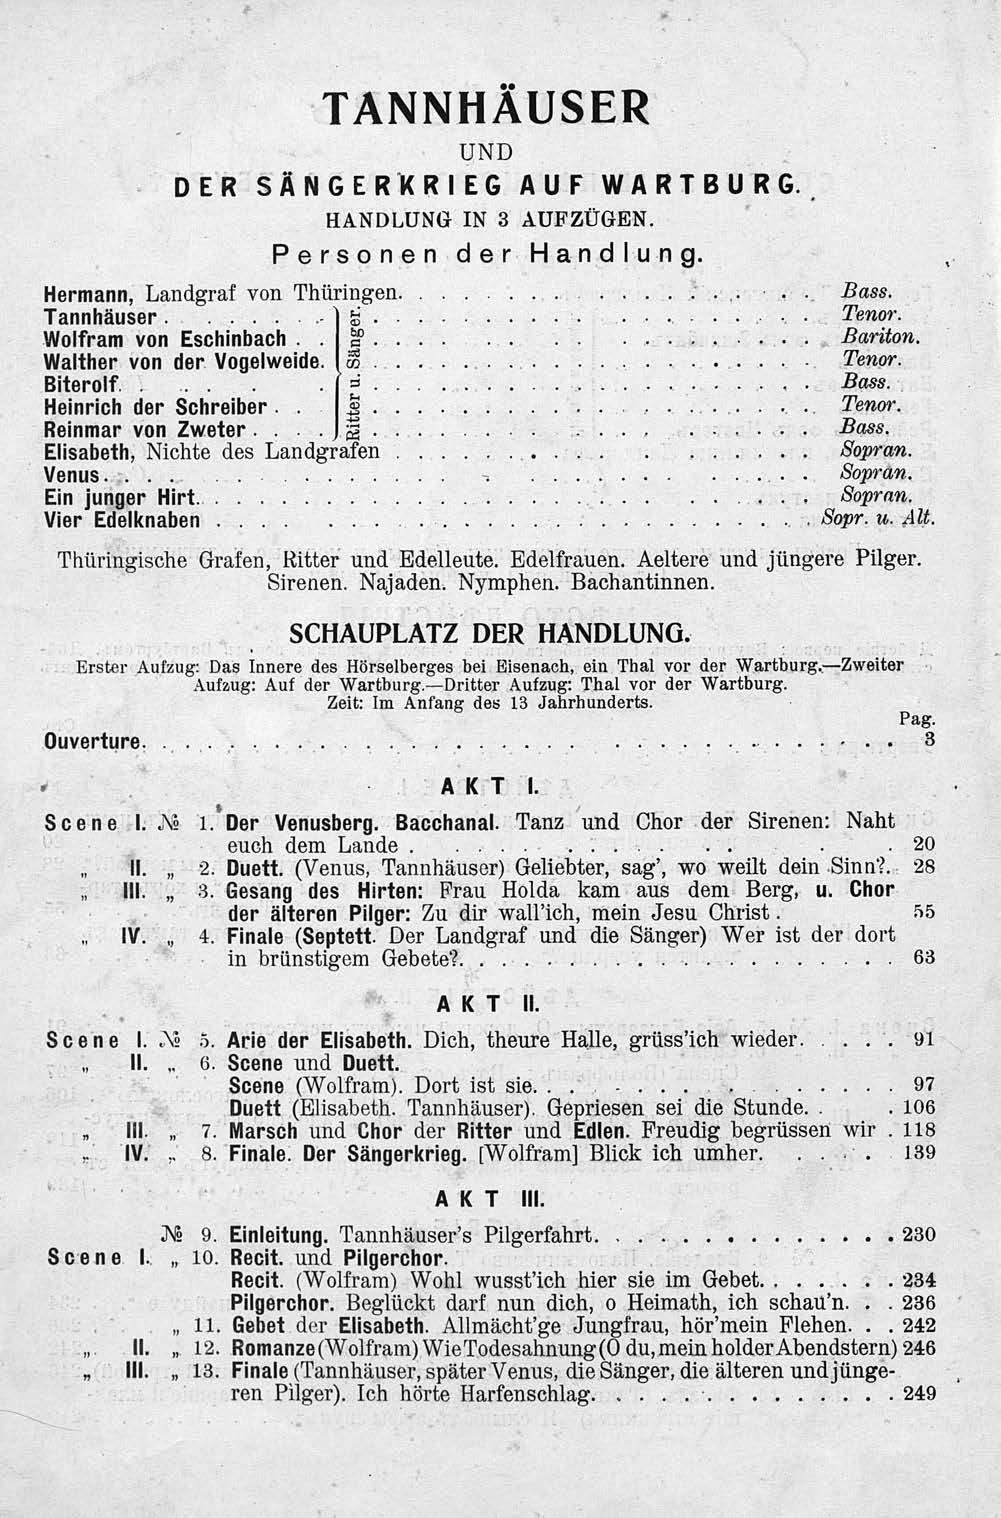 TANNHÄUSER
UND
DER SÄNGERKRIEG AUF WARTBURG.
HANDLUNG IN 3 AUFZÜGEN.
Personen der Handlung.
Hermann, Landgraf von Thüringen. Bass.
Tannhäuser. Tenor.
Wolfram von Eschinbach. Bariton.
Walther von der Vogelweide. Tenor.
Biterolf. Bass.
Heinrich der Schreiber. Tenor.
Reinmar von Zweter. Bass.
Ritter u. Sänger.
Elisabeth, Nichte des Landgrafen. Sopran.
Venus. Sopran.
Ein junger Hirt. Sopran.
Vier Edelknaben. Sopr. u. Alt.
Thüringische Grafen, Ritter und Edelleute. Edelfrauen. Aeltere und jüngere Pilger.
Sirenen. Najaden. Nymphen. Bachantinnen.
SCHAUPLATZ DER HANDLUNG.
Erster Aufzug: Das Innere des Hörselberges bei Eisenach, ein Thal vor der Wartburg.—Zweiter
Aufzug: Auf der Wartburg.—Dritter Aufzug: Thal vor der Wartburg.
Zeit: Im Anfang des 13 Jahrhunderts.
Pag.
Ouverture. 3
AKT I.
Scene I. № 1. Der Venusberg. Bacchanal. Tanz und Chor der Sirenen: Naht
euch dem Lande. 20
„ II. „ 2. Duett. (Venus, Tannhäuser) Geliebter, sag', wo weilt dein Sinn?. 28
„ III. „ 3. Gesang des Hirten: Frau Holda kam aus dem Berg, u. Chor
der älteren Pilger: Zu dir wall'ich, mein Jesu Christ. 55
„ IV. „ 4. Finale (Septett. Der Landgraf und die Sänger) Wer ist der dort
in brünstigem Gebete?. 63
AKT II.
Scene I. № 5. Arie der Elisabeth. Dich, theure Halle, grüss'ich wieder. 91
„ II. „ 6. Scene und Duett.
Scene (Wolfram). Dort ist sie. 97
Duett (Elisabeth. Tannhäuser). Gepriesen sei die Stunde. 106
„ III. „ 7. Marsch und Chor der Ritter und Edlen. Freudig begrüssen wir. 118
„ IV. „ 8. Finale. Der Sängerkrieg. [Wolfram] Blick ich umher. 139
AKT III.
№ 9. Einleitung. Tannhäuser's Pilgerfahrt. 230
Scene I. „ 10. Recit. und Pilgerchor.
Recit. (Wolfram) Wohl wusst'ich hier sie im Gebet. 234
Pilgerchor. Beglückt darf nun dich, o Heimath, ich schau'n. 236
„ 11. Gebet der Elisabeth. Allmächt'ge Jungfrau, hör'mein Flehen. 242
„ II. „ 12. Romanze (Wolfram) Wie Todesahnung (O du, mein holder Abendstern) 246
„ III. „ 13. Finale (Tannhäuser, später Venus, die Sänger, die älteren und jünge-
ren Pilger). Ich hörte Harfenschlag. 249